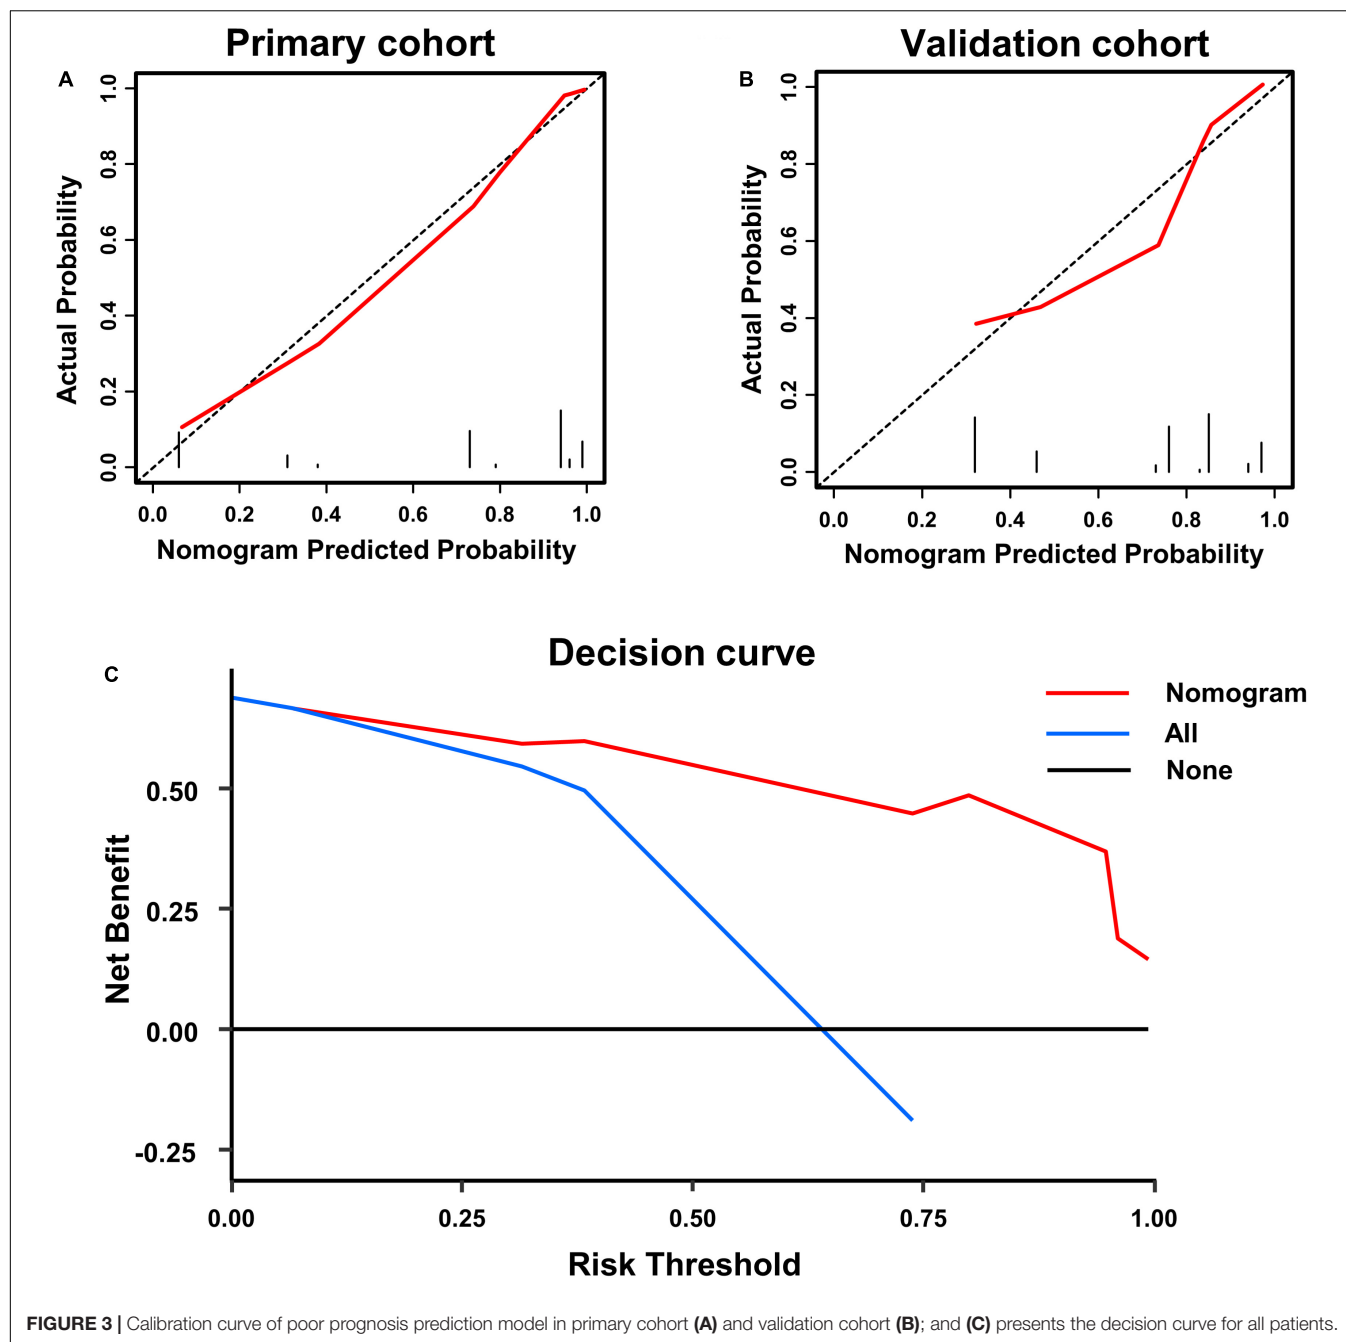 Primary cohort
A
1.0
0.8
0.6
0.4
0.2
0.0
Actual Probability
0.0 0.2 0.4 0.6 0.8 1.0
Nomogram Predicted Probability
Validation cohort
B
1.0
0.8
0.6
0.4
0.2
0.0
Actual Probability
0.0 0.2 0.4 0.6 0.8 1.0
Nomogram Predicted Probability
Decision curve
C
Nomogram
All
None
0.50
0.25
0.00
-0.25
Net Benefit
0.00 0.25 0.50 0.75 1.00
Risk Threshold
FIGURE 3 | Calibration curve of poor prognosis prediction model in primary cohort (A) and validation cohort (B); and (C) presents the decision curve for all patients.